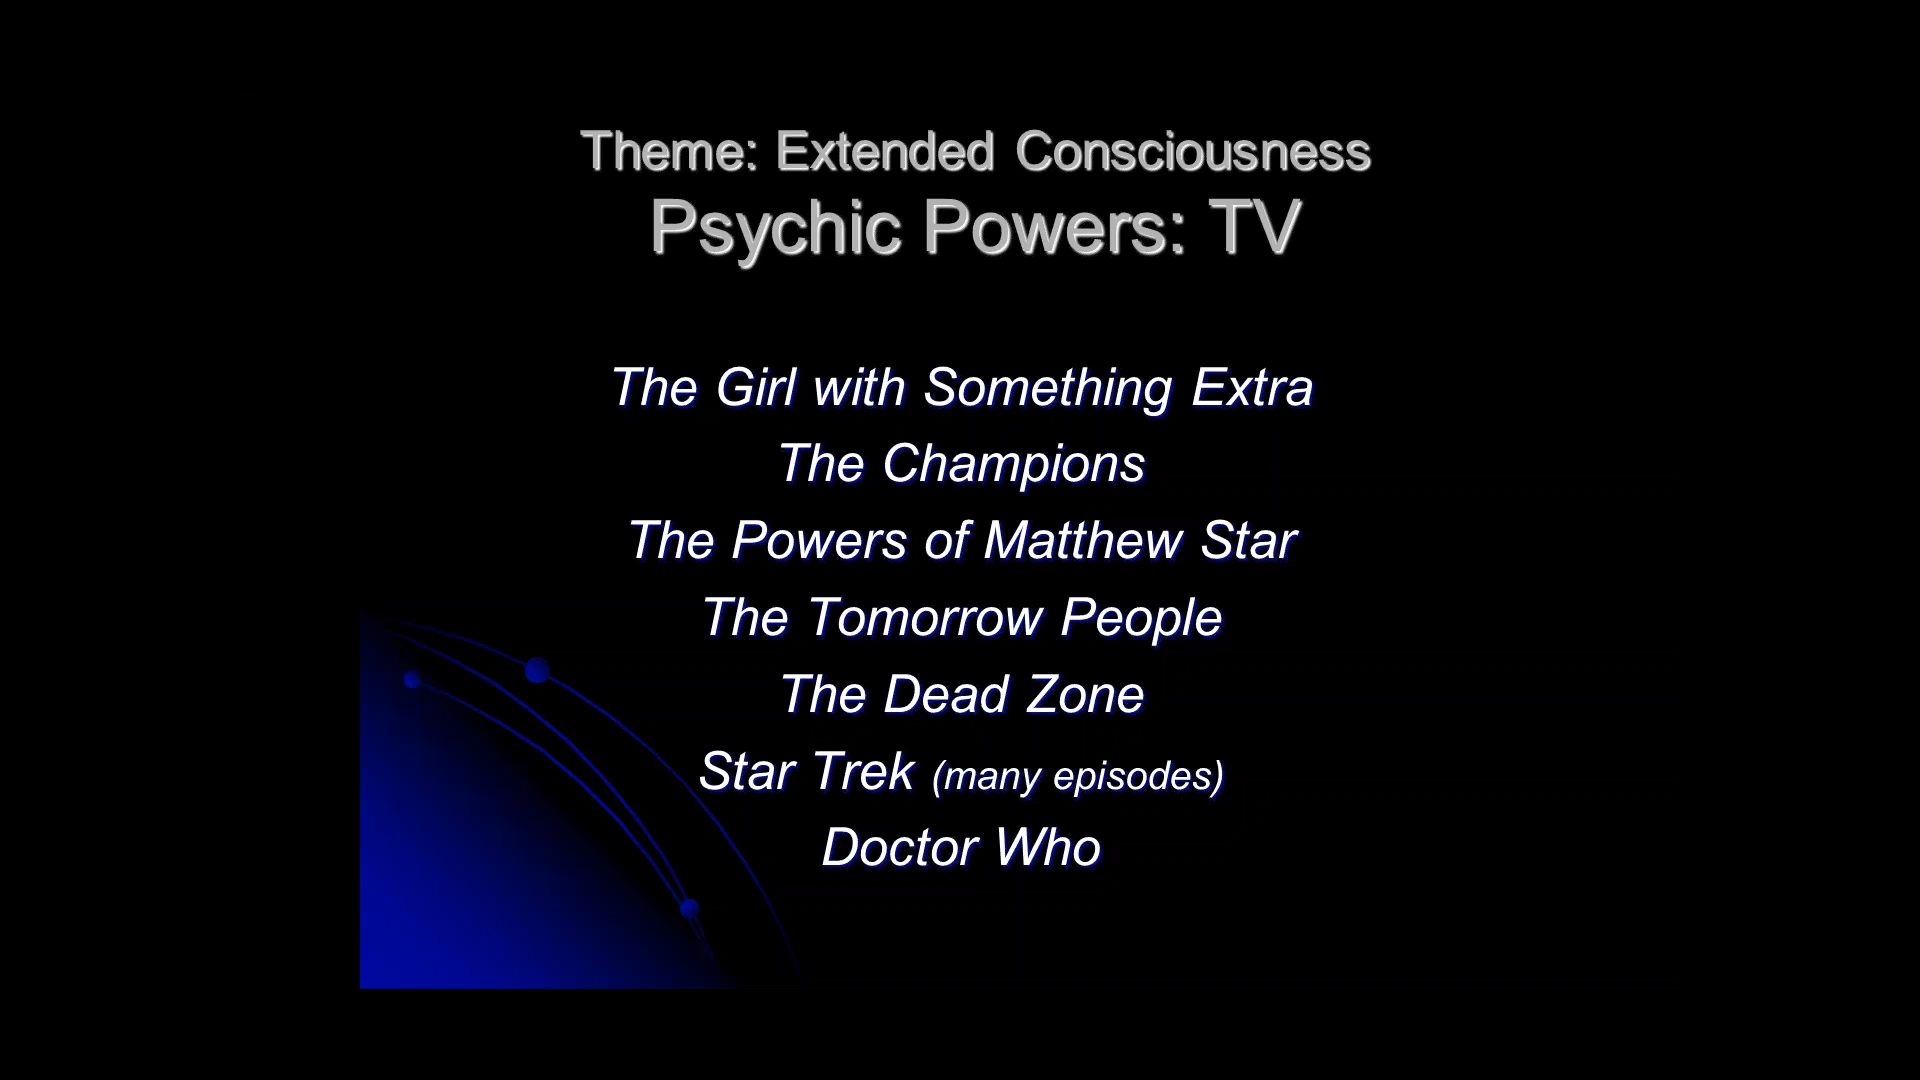 Theme: Extended Consciousness
Psychic Powers: TV
The Girl with Something Extra
The Champions
The Powers of Matthew Star
The Tomorrow People
The Dead Zone
Star Trek (many episodes)
Doctor Who